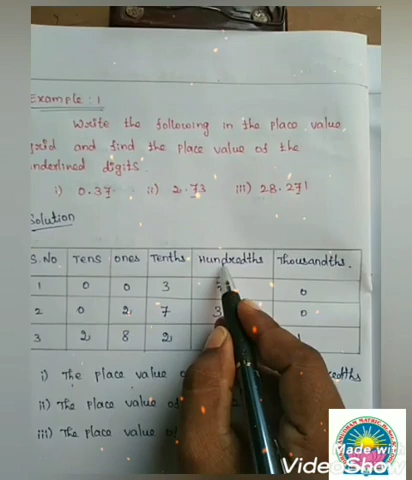 Example : 1
Write the following in the place value
grid and find the place value of the
underlined digits.
i) 0.37 ii) 2.73 iii) 28.271
Solution
S.No Tens ones Tenths Hundredths Thousandths.
1 0 0 3 0
2 0 2 7 3 0
3 2 8 2
i) The place value
ii) The place value of
iii) The place value
Made with
VideoShow